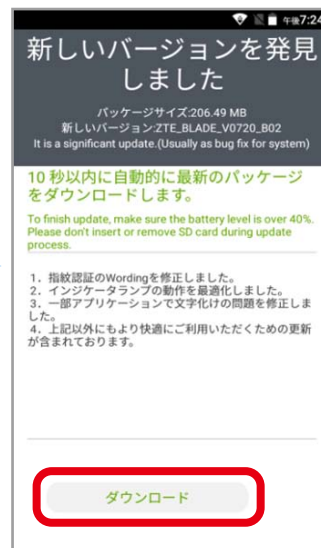 午後7:24
新しいバージョンを発見
しました
パッケージサイズ:206.49 MB
新しいバージョン:ZTE_BLADE_V0720_B02
It is a significant update.(Usually as bug fix for system)
10 秒以内に自動的に最新のパッケージ
をダウンロードします。
To finish update, make sure the battery level is over 40%.
Please don't insert or remove SD card during update
process.
1．指紋認証のWordingを修正しました。
2．インジケータランプの動作を最適化しました。
3．一部アプリケーションで文字化けの問題を修正しま
した。
4．上記以外にもより快適にご利用いただくための更新
が含まれております。
ダウンロード